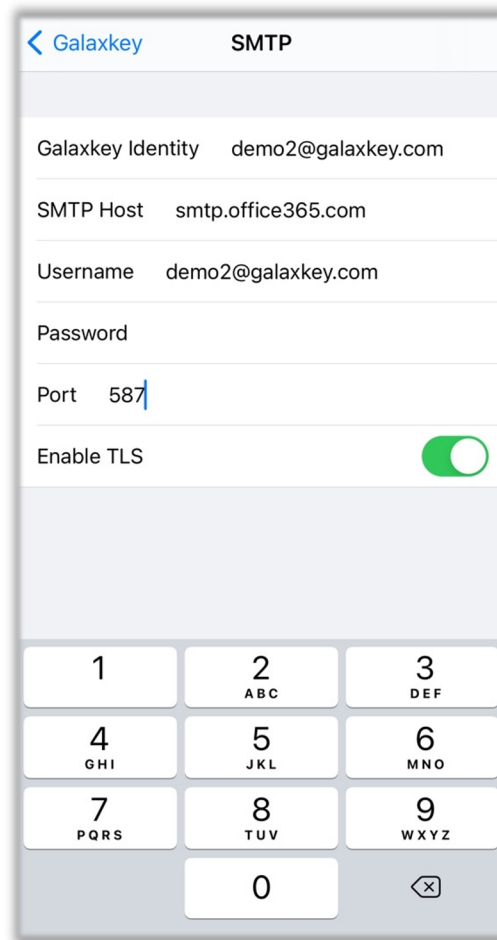 Galaxkey SMTP
Galaxkey Identity demo2@galaxkey.com
SMTP Host smtp.office365.com
Username demo2@galaxkey.com
Password
Port 587
Enable TLS
1 2 3
ABC DEF
4 5 6
GHI JKL MNO
7 8 9
PQRS TUV WXYZ
0